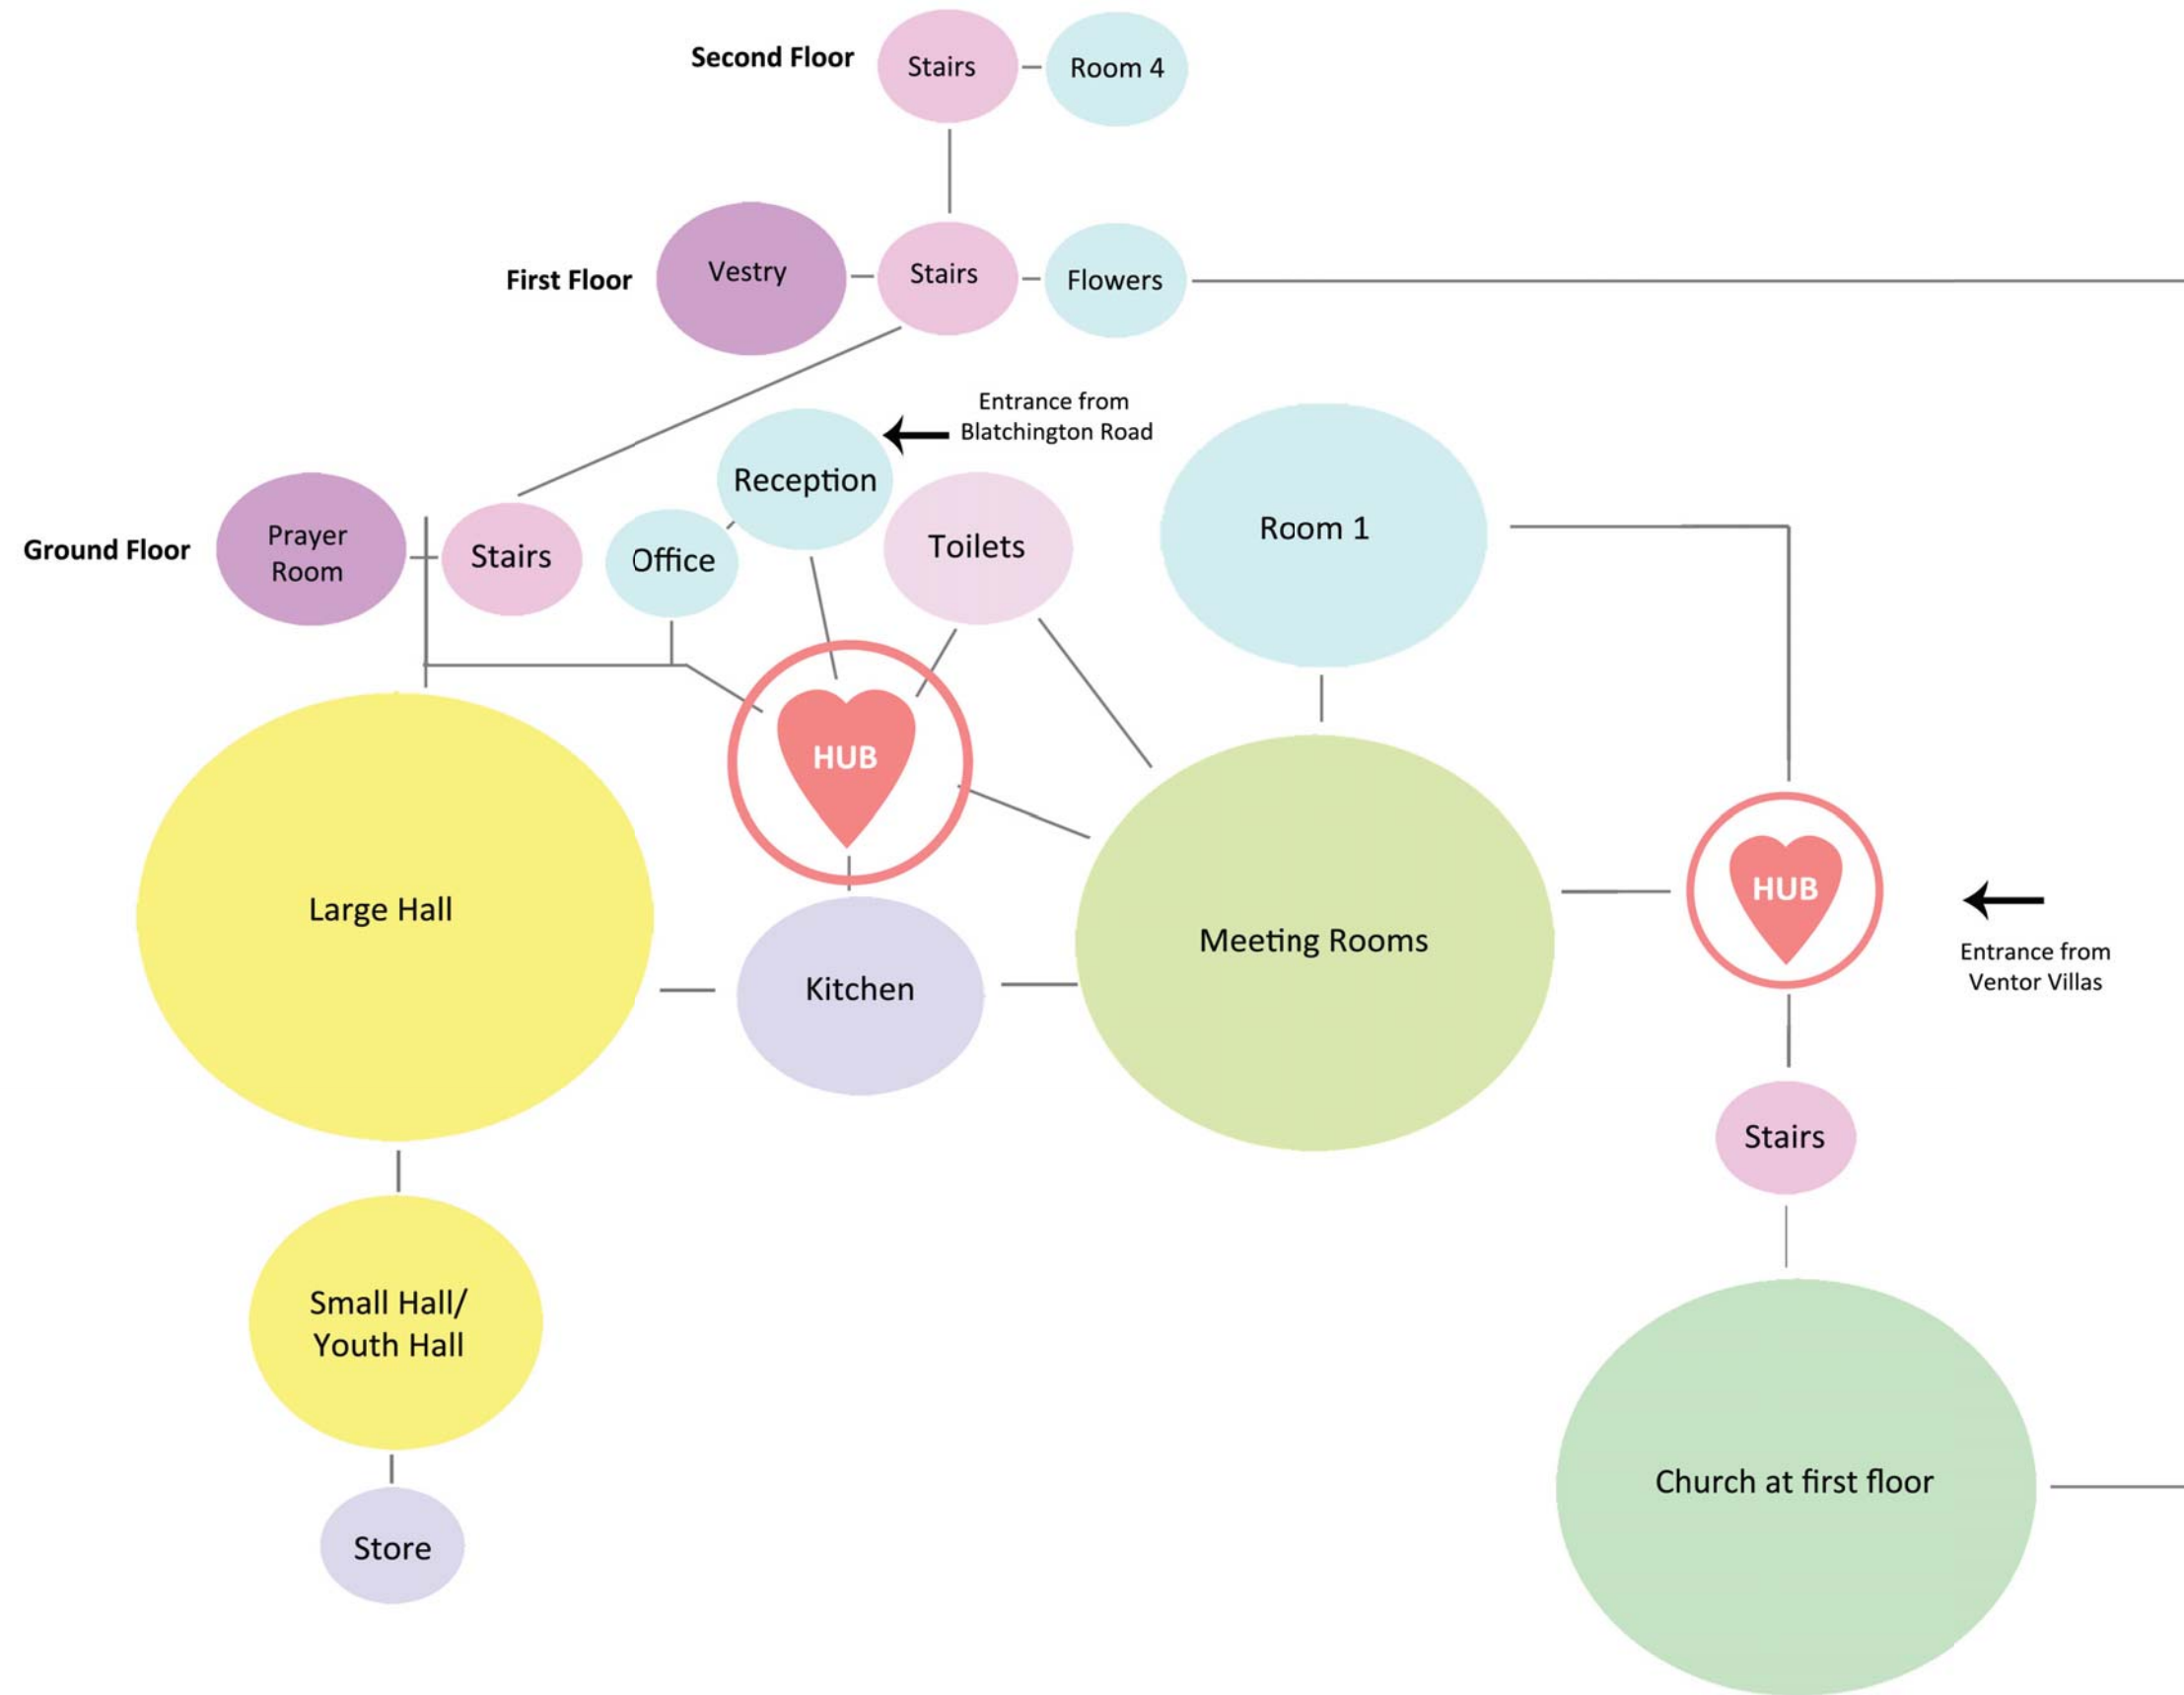 Second Floor
Stairs
Room 4
First Floor
Vestry
Stairs
Flowers
Entrance from
Blatchington Road
Reception
Ground Floor
Prayer
Room
Stairs
Office
Toilets
Room 1
HUB
Large Hall
Kitchen
Meeting Rooms
HUB
Entrance from
Ventor Villas
Stairs
Small Hall/
Youth Hall
Church at first floor
Store